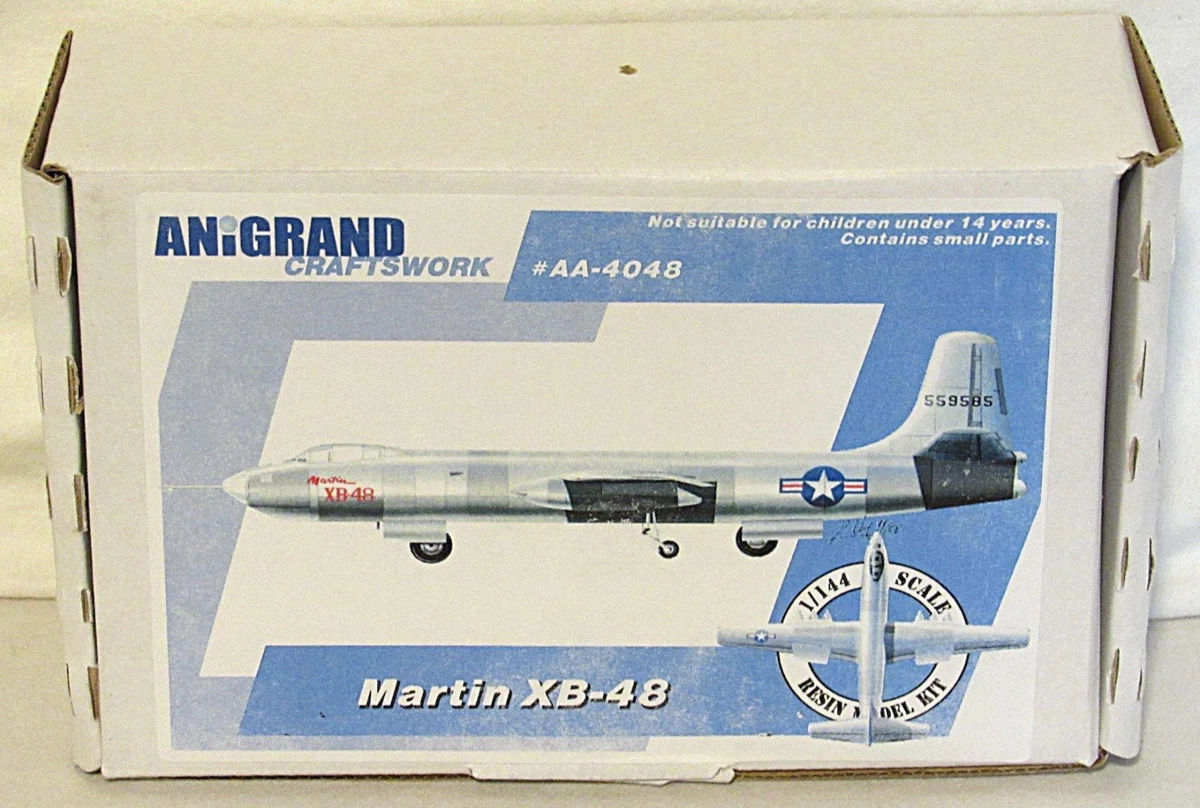 ANiGRAND
CRAFTSWORK
Not suitable for children under 14 years.
Contains small parts.
#AA-4048
559585
Martin
XB-48
1/144 SCALE
RESIN MODEL KIT
Martin XB-48